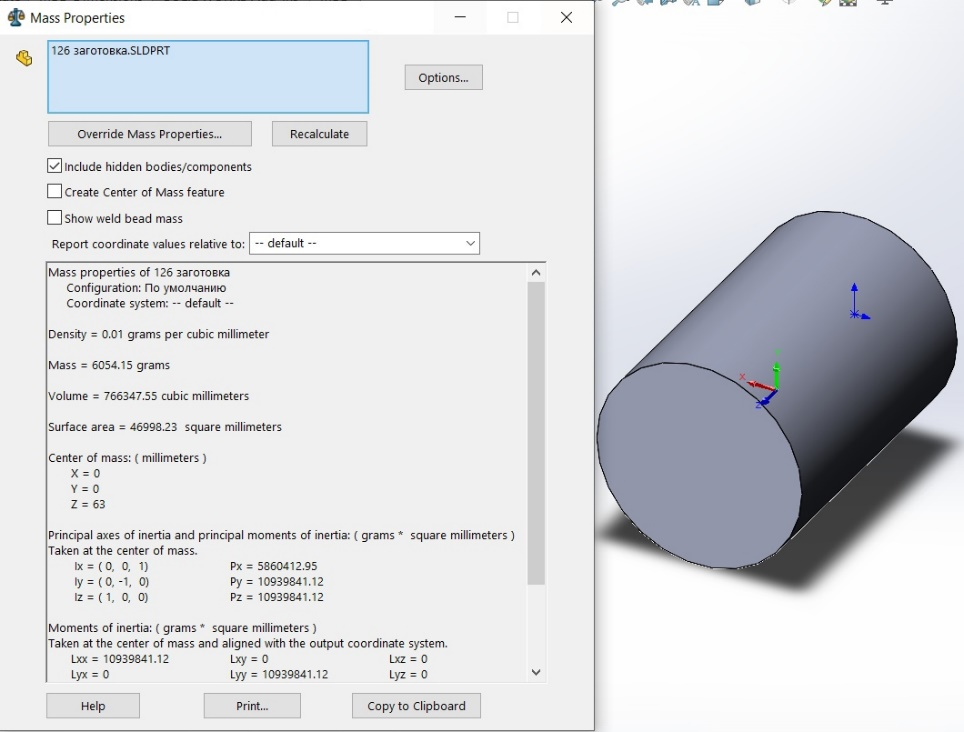 Mass Properties
126 заготовка.SLDPRT
Options...
Override Mass Properties...
Recalculate
Include hidden bodies/components
Create Center of Mass feature
Show weld bead mass
Report coordinate values relative to:
-- default --
Mass properties of 126 заготовка
Configuration: По умолчанию
Coordinate system: -- default --
Density = 0.01 grams per cubic millimeter
Mass = 6054.15 grams
Volume = 766347.55 cubic millimeters
Surface area = 46998.23 square millimeters
Center of mass: ( millimeters )
X = 0
Y = 0
Z = 63
Principal axes of inertia and principal moments of inertia: ( grams * square millimeters )
Taken at the center of mass.
Ix = ( 0, 0, 1) Px = 5860412.95
Iy = ( 0, -1, 0) Py = 10939841.12
Iz = ( 1, 0, 0) Pz = 10939841.12
Moments of inertia: ( grams * square millimeters )
Taken at the center of mass and aligned with the output coordinate system.
Lxx = 10939841.12 Lxy = 0 Lxz = 0
Lyx = 0 Lyy = 10939841.12 Lyz = 0
Help
Print...
Copy to Clipboard
X
Y
Z